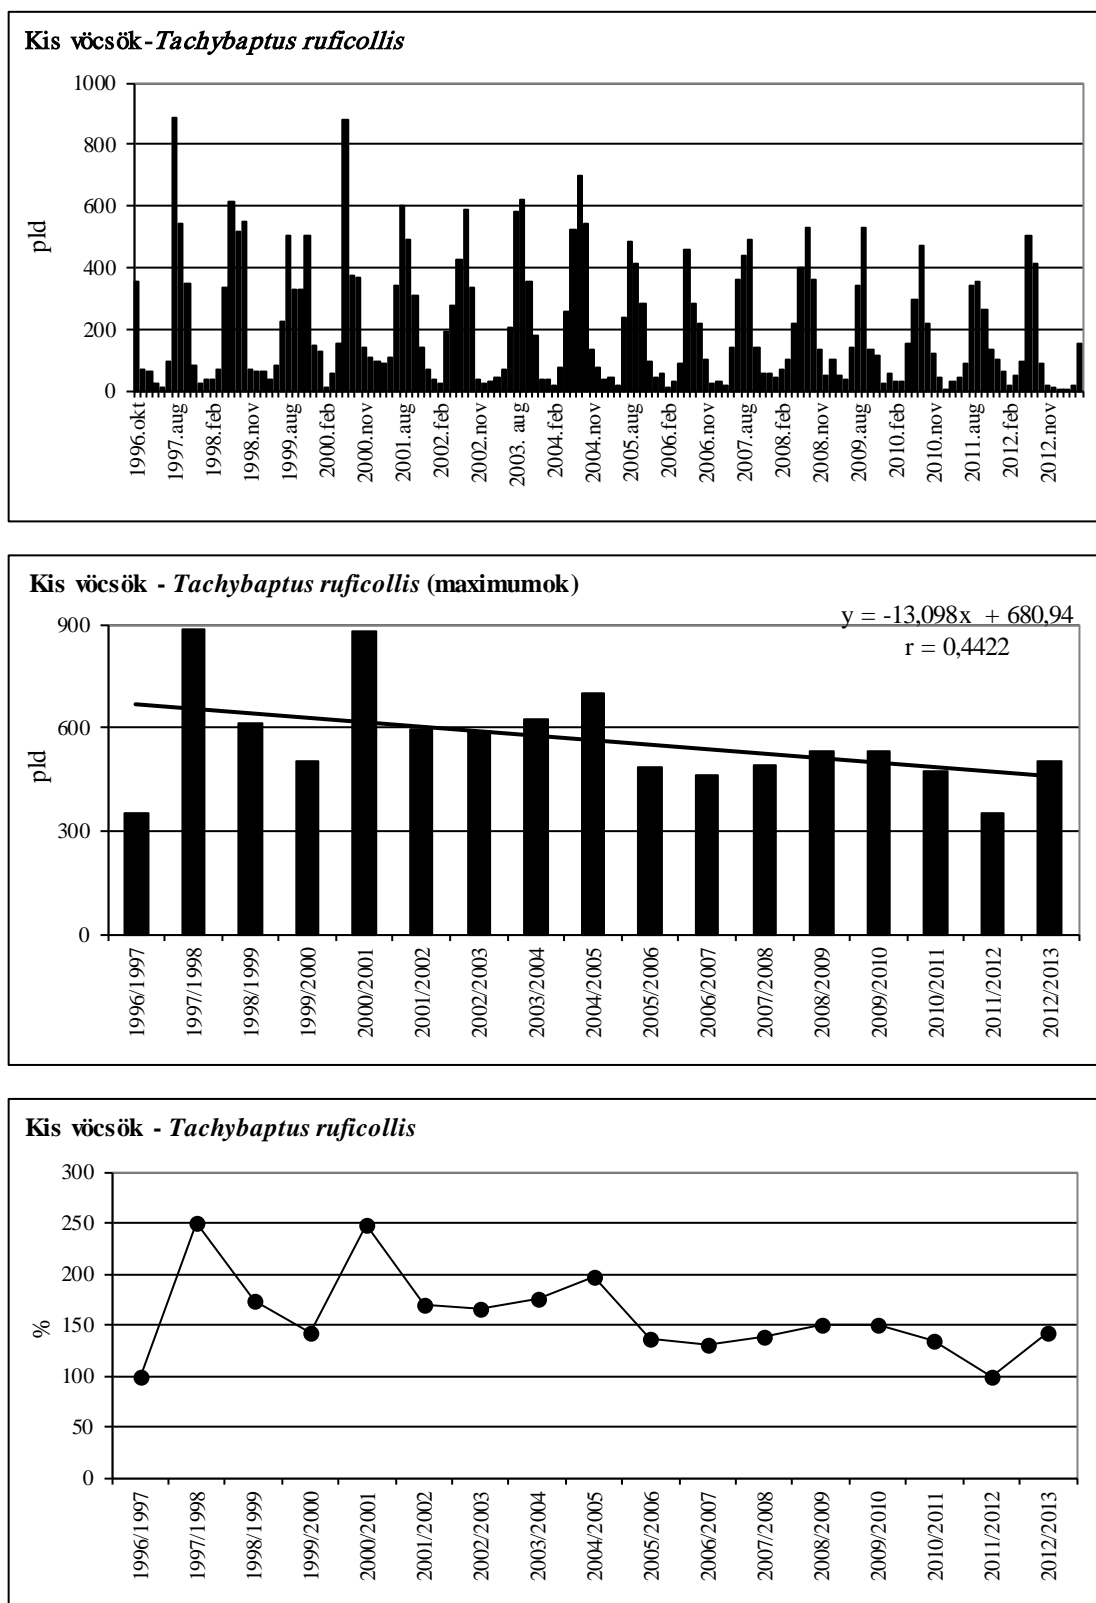 Kis vöcsök-Tachybaptus ruficollis
1000
800
600
400
200
0
pld
1996.okt
1997.aug
1998.feb
1998.nov
1999.aug
2000.feb
2000.nov
2001.aug
2002.feb
2002.nov
2003. aug
2004.feb
2004.nov
2005.aug
2006.feb
2006.nov
2007.aug
2008.feb
2008.nov
2009.aug
2010.feb
2010.nov
2011.aug
2012.feb
2012.nov
Kis vöcsök - Tachybaptus ruficollis (maximumok)
y = -13,098x + 680,94
r = 0,4422
900
600
300
0
pld
1996/1997
1997/1998
1998/1999
1999/2000
2000/2001
2001/2002
2002/2003
2003/2004
2004/2005
2005/2006
2006/2007
2007/2008
2008/2009
2009/2010
2010/2011
2011/2012
2012/2013
Kis vöcsök - Tachybaptus ruficollis
300
250
200
150
100
50
0
%
1996/1997
1997/1998
1998/1999
1999/2000
2000/2001
2001/2002
2002/2003
2003/2004
2004/2005
2005/2006
2006/2007
2007/2008
2008/2009
2009/2010
2010/2011
2011/2012
2012/2013